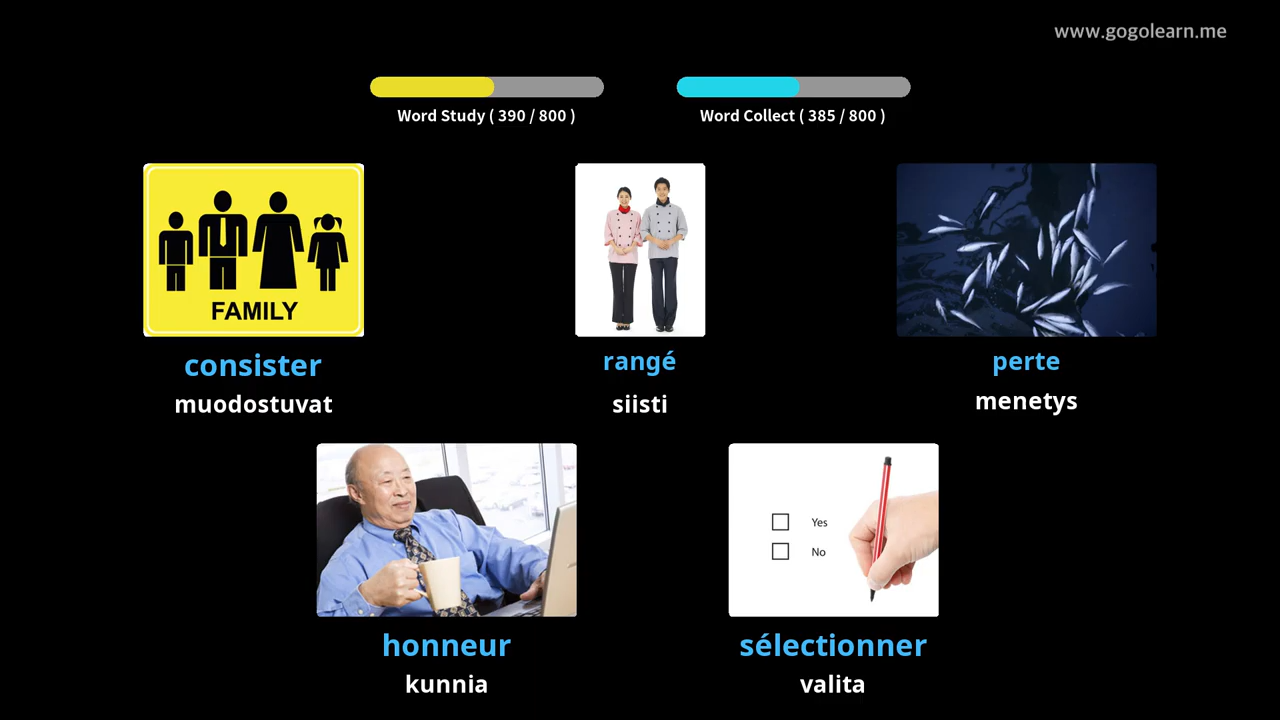 www.gogolearn.me
Word Study ( 390 / 800 )
Word Collect ( 385 / 800 )
FAMILY
consister
muodostuvat
rangé
siisti
perte
menetys
Yes
No
honneur
kunnia
sélectionner
valita